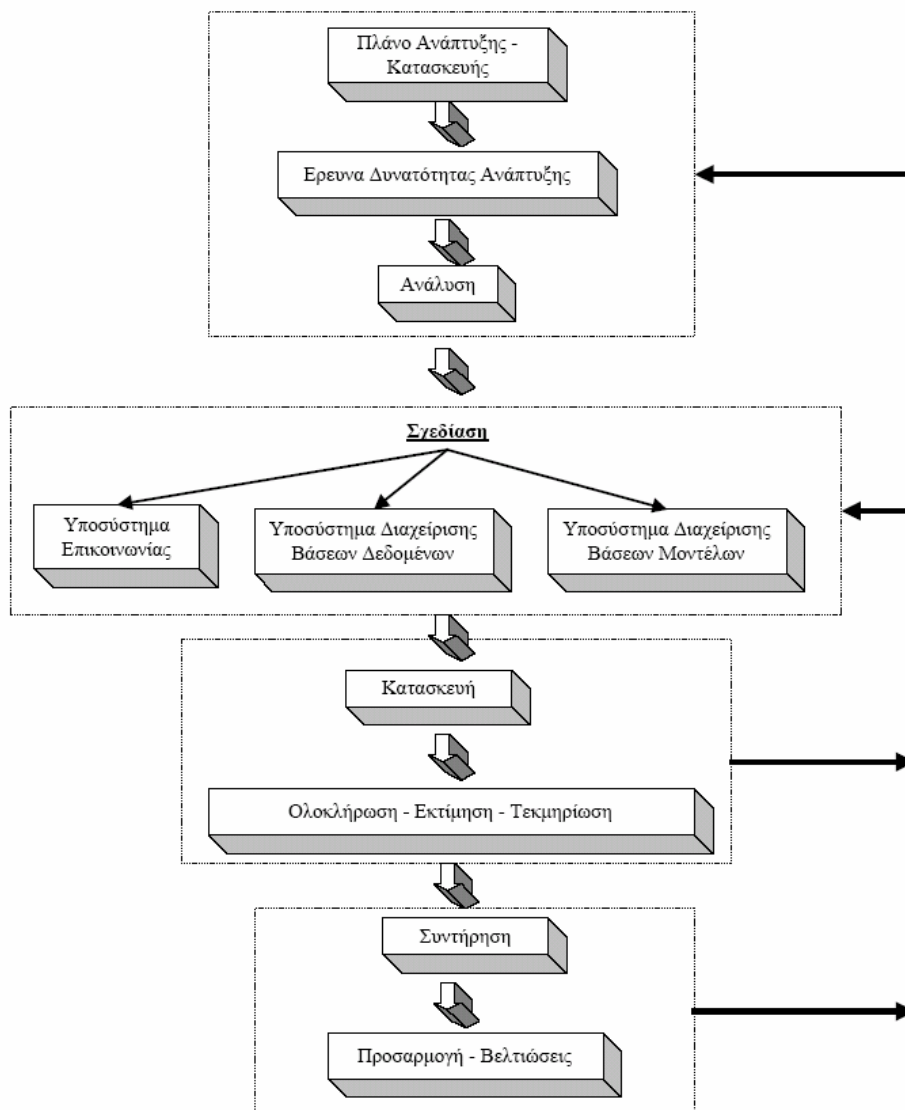 Πλάνο Ανάπτυξης -
Κατασκευής
Ερευνα Δυνατότητας Ανάπτυξης
Ανάλυση
Σχεδίαση
Υποσύστημα
Επικοινωνίας
Υποσύστημα Διαχείρισης
Βάσεων Δεδομένων
Υποσύστημα Διαχείρισης
Βάσεων Μοντέλων
Κατασκευή
Ολοκλήρωση - Εκτίμηση - Τεκμηρίωση
Συντήρηση
Προσαρμογή - Βελτιώσεις